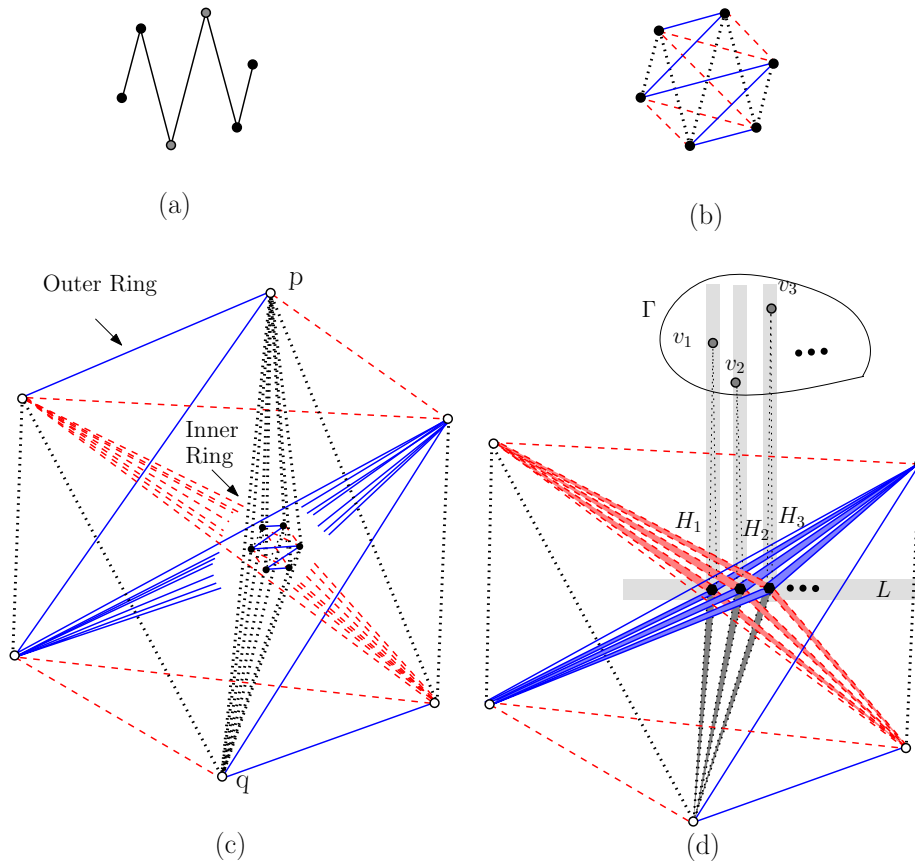 (a)
(b)
Outer Ring
p
Inner
Ring
q
(c)
Γ
v1
v2
v3
H1
H2
H3
L
(d)